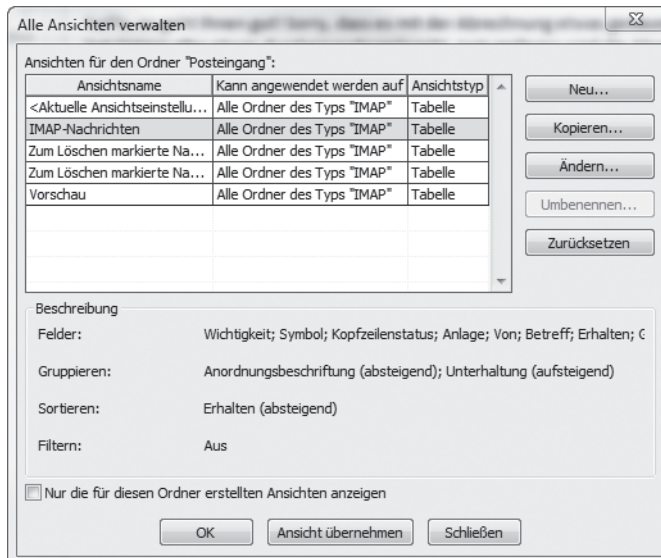 Alle Ansichten verwalten
Ansichten für den Ordner "Posteingang":
Ansichtsname Kann angewendet werden auf Ansichtstyp
<Aktuelle Ansichtseinstellu... Alle Ordner des Typs "IMAP" Tabelle
IMAP-Nachrichten Alle Ordner des Typs "IMAP" Tabelle
Zum Löschen markierte Na... Alle Ordner des Typs "IMAP" Tabelle
Zum Löschen markierte Na... Alle Ordner des Typs "IMAP" Tabelle
Vorschau Alle Ordner des Typs "IMAP" Tabelle
Neu...
Kopieren...
Ändern...
Umbenennen...
Zurücksetzen
Beschreibung
Felder: Wichtigkeit; Symbol; Kopfzeilenstatus; Anlage; Von; Betreff; Erhalten; G
Gruppieren: Anordnungsbeschriftung (absteigend); Unterhaltung (aufsteigend)
Sortieren: Erhalten (absteigend)
Filtern: Aus
Nur die für diesen Ordner erstellten Ansichten anzeigen
OK Ansicht übernehmen Schließen